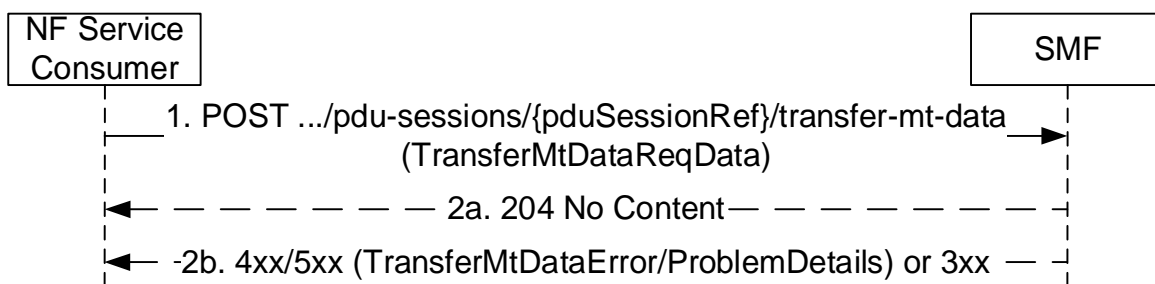 NF Service
Consumer
SMF
1. POST .../pdu-sessions/{pduSessionRef}/transfer-mt-data
(TransferMtDataReqData)
2a. 204 No Content
2b. 4xx/5xx (TransferMtDataError/ProblemDetails) or 3xx